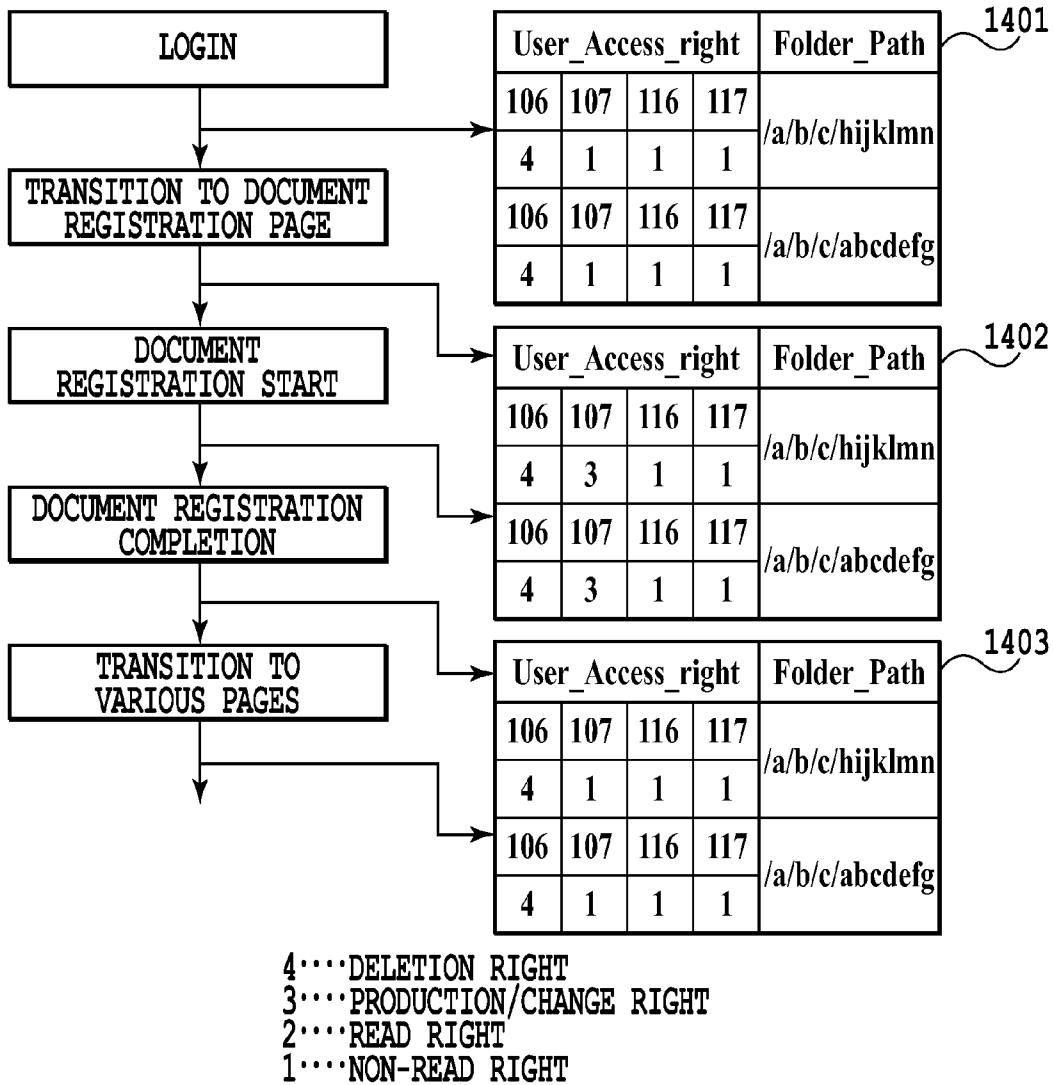 LOGIN
TRANSITION TO DOCUMENT
REGISTRATION PAGE
DOCUMENT
REGISTRATION START
DOCUMENT REGISTRATION
COMPLETION
TRANSITION TO
VARIOUS PAGES
1401
User_Access_right Folder_Path
106 107 116 117
/a/b/c/hijklmn
4 1 1 1
106 107 116 117
/a/b/c/abcdefg
4 1 1 1
1402
User_Access_right Folder_Path
106 107 116 117
/a/b/c/hijklmn
4 3 1 1
106 107 116 117
/a/b/c/abcdefg
4 3 1 1
1403
User_Access_right Folder_Path
106 107 116 117
/a/b/c/hijklmn
4 1 1 1
106 107 116 117
/a/b/c/abcdefg
4 1 1 1
4····DELETION RIGHT
3····PRODUCTION/CHANGE RIGHT
2····READ RIGHT
1····NON-READ RIGHT